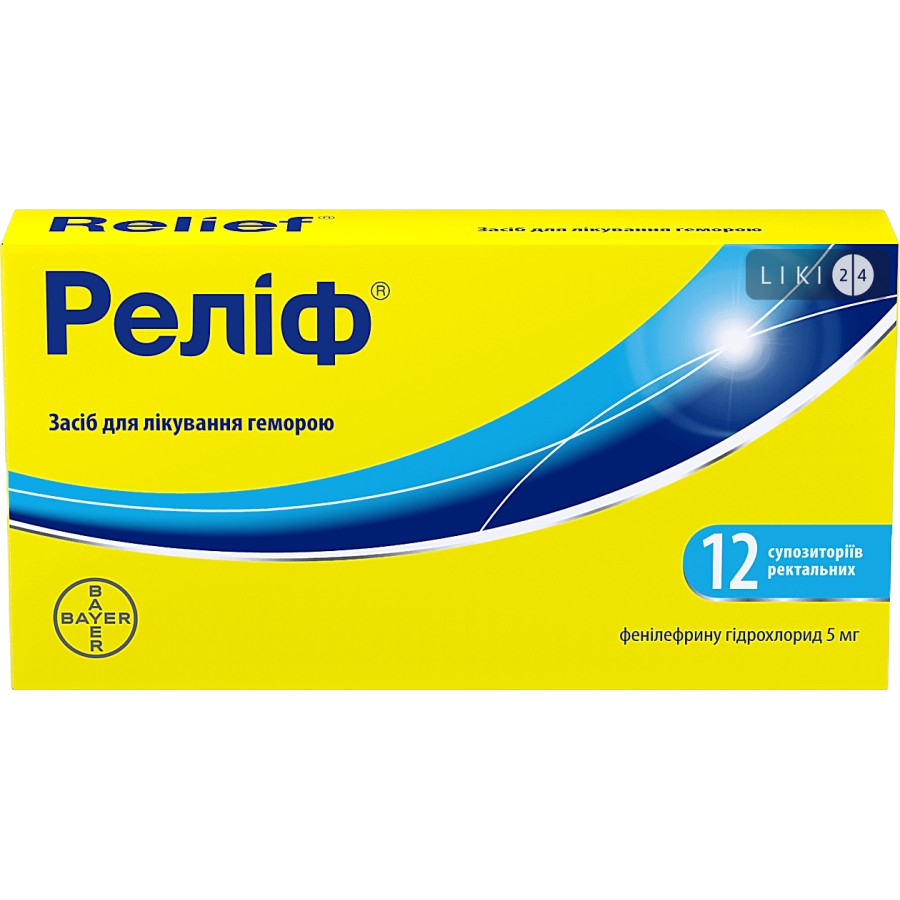 Relief®
Засіб для лікування геморою
LIKI 24
Реліф®
Засіб для лікування геморою
12 супозиторіїв
ректальних
BAYER
BAYER
фенілефрину гідрохлорид 5 мг